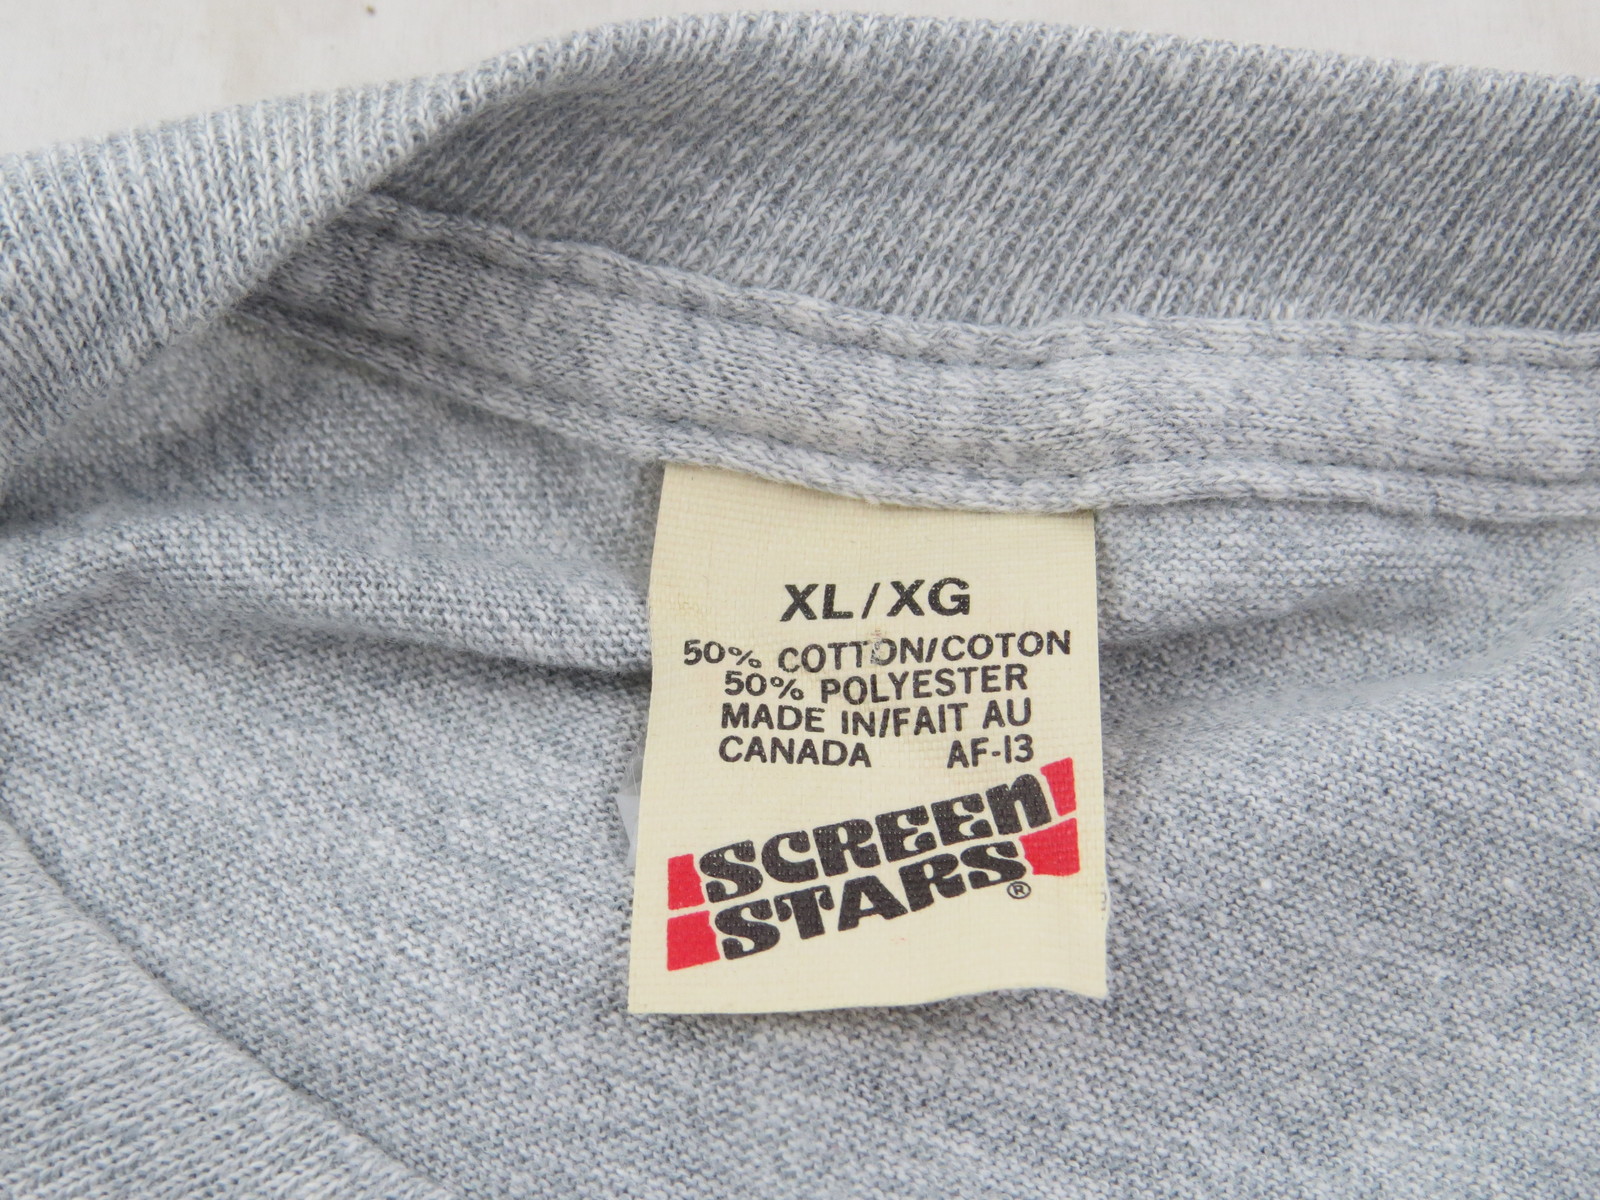 XL/XG
50% COTTON/COTON
50% POLYESTER
MADE IN/FAIT AU
CANADA AF-13
SCREEN
STARS®